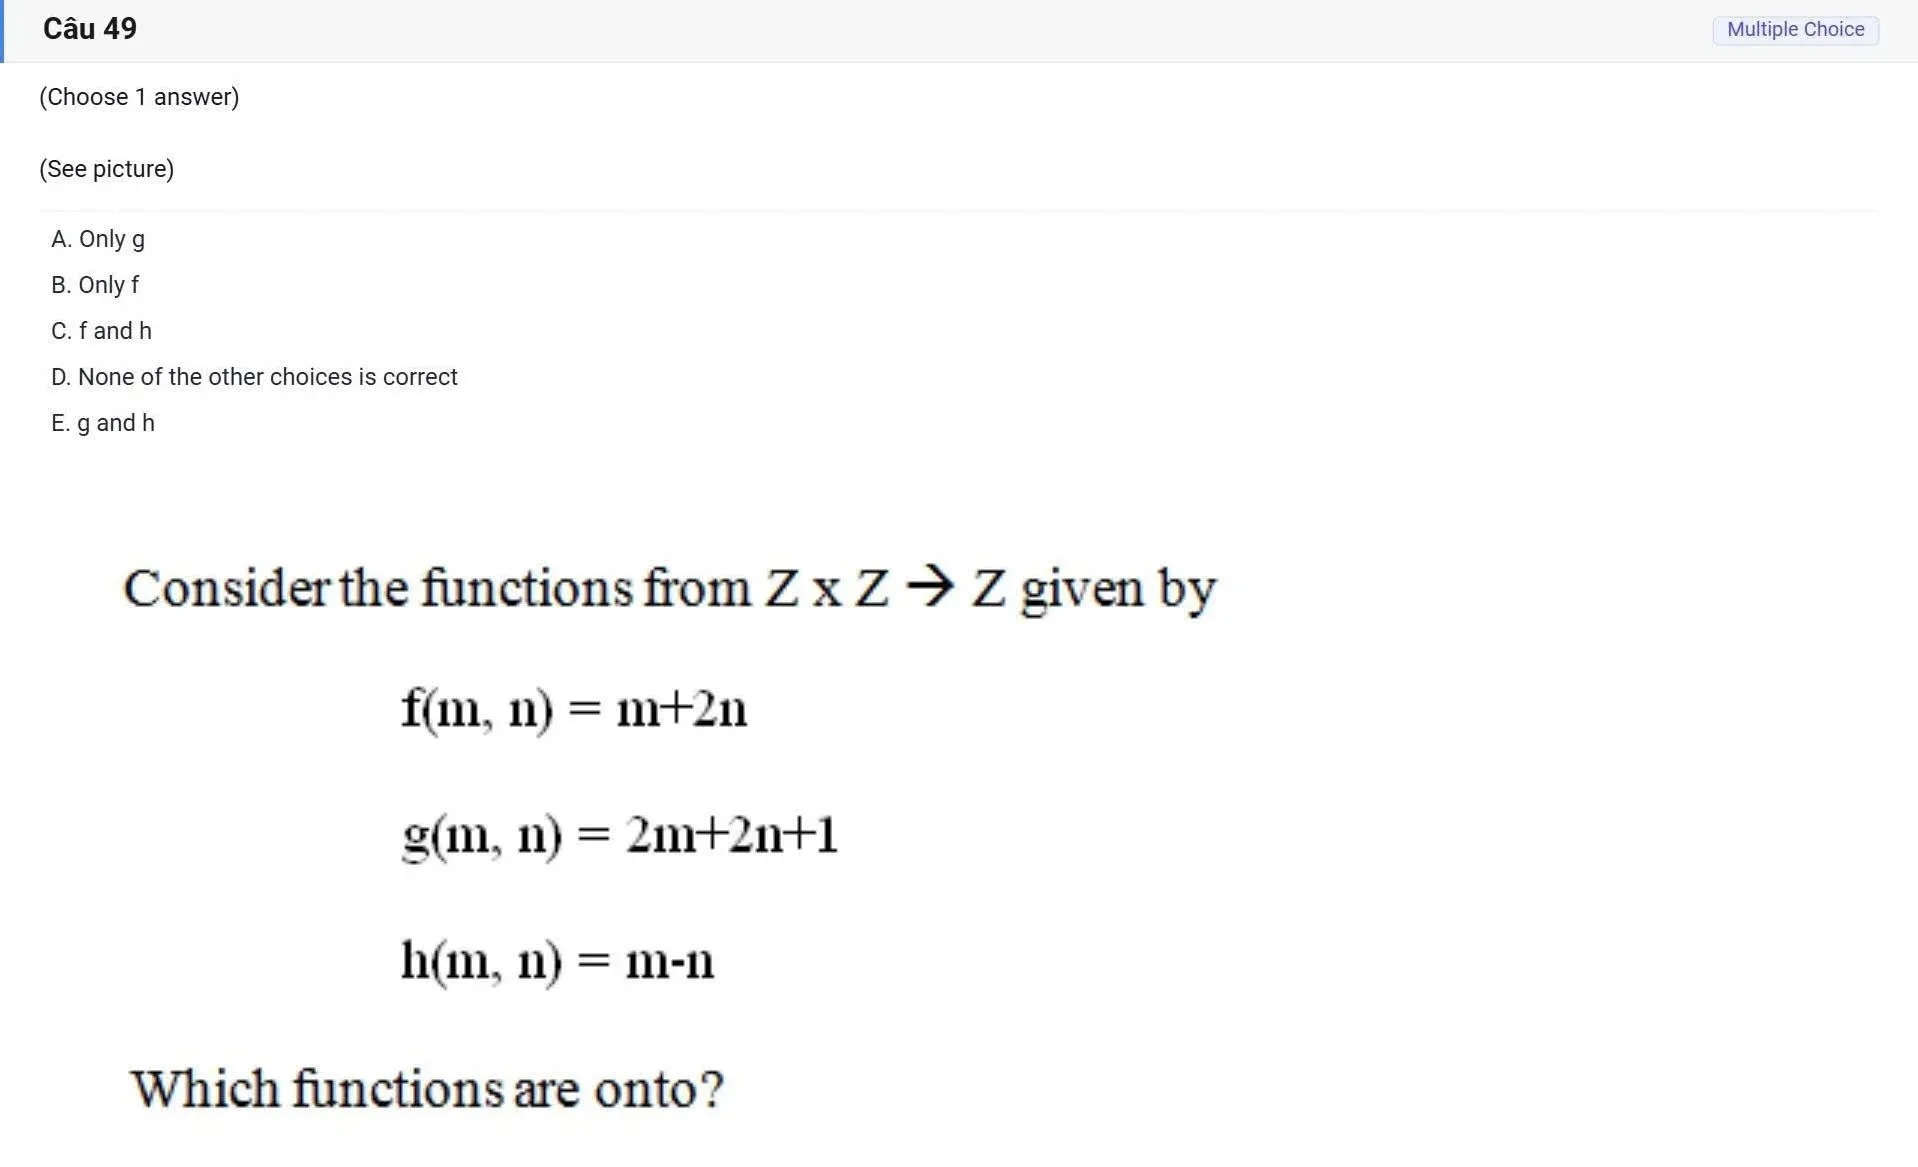 Câu 49
Multiple Choice
(Choose 1 answer)
(See picture)
A. Only g
B. Only f
C. f and h
D. None of the other choices is correct
E. g and h
Consider the functions from Z x Z → Z given by
f(m, n) = m+2n
g(m, n) = 2m+2n+1
h(m, n) = m-n
Which functions are onto?